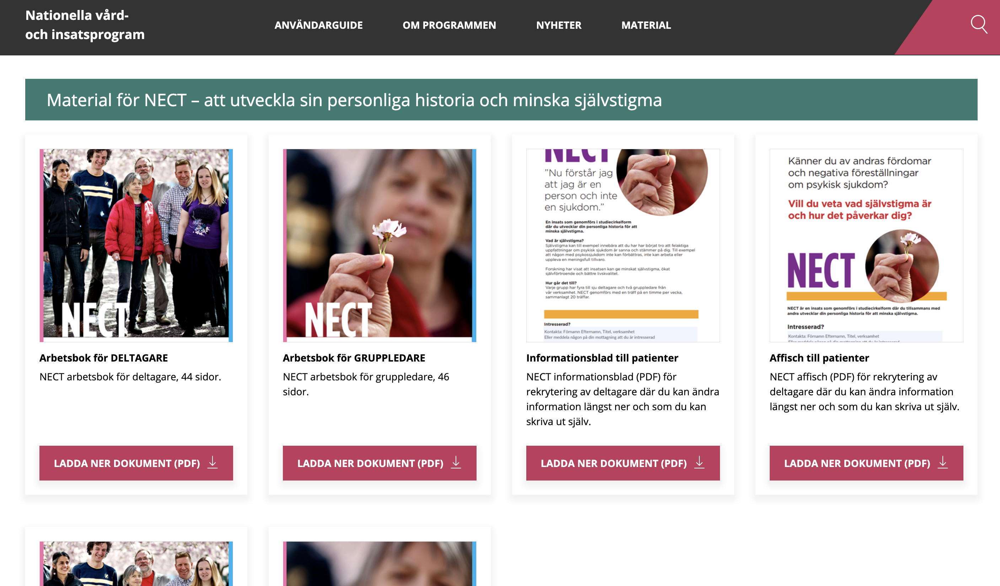 Nationella vård-
och insatsprogram
ANVÄNDARGUIDE
OM PROGRAMMEN
NYHETER
MATERIAL
Material för NECT – att utveckla sin personliga historia och minska självstigma
NECT
Arbetsbok för DELTAGARE
NECT arbetsbok för deltagare, 44 sidor.
LADDA NER DOKUMENT (PDF)
NECT
Arbetsbok för GRUPPLEDARE
NECT arbetsbok för gruppledare, 46
sidor.
LADDA NER DOKUMENT (PDF)
NECT
”Nu förstår jag
att jag är en
person och inte
en sjukdom.”
En insats som genomförs i studiecirkelform
där du utvecklar din personliga historia för att
minska självstigma.
Vad är självstigma?
Självstigma kan till exempel innebära att du har har börjat tro att felaktiga
uppfattningar om psykisk sjukdom är sanna och stämmer på dig. Till exempel
att någon med psykossjukdom inte kan förbättras, inte kan arbeta eller
uppleva en meningsfull tillvaro.
Forskning har visat att insatsen kan ge minskat självstigma, ökat
självförtroende och bättre livskvalitet.
Hur går det till?
Varje grupp har fyra till sju deltagare och två gruppledare från
vår verksamhet. NECT genomförs med en träff på en timme per vecka,
sammanlagt 20 träffar.
Intresserad?
Kontakta: Förnamn Efternamn, Titel, verksamhet
Eller meddela någon på din mottagning att du är intresserad
Informationsblad till patienter
NECT informationsblad (PDF) för
rekrytering av deltagare där du kan ändra
information längst ner och som du kan
skriva ut själv.
LADDA NER DOKUMENT (PDF)
Känner du av andras fördomar
och negativa föreställningar
om psykisk sjukdom?
Vill du veta vad självstigma är
och hur det påverkar dig?
NECT
NECT är en insats som genomförs i studiecirkelform där du tillsammans med
andra utvecklar din personliga historia för att minska självstigma.
Intresserad?
Kontakta: Förnamn Efternamn, Titel, verksamhet
Affisch till patienter
NECT affisch (PDF) för rekrytering av
deltagare där du kan ändra information
längst ner och som du kan skriva ut själv.
LADDA NER DOKUMENT (PDF)